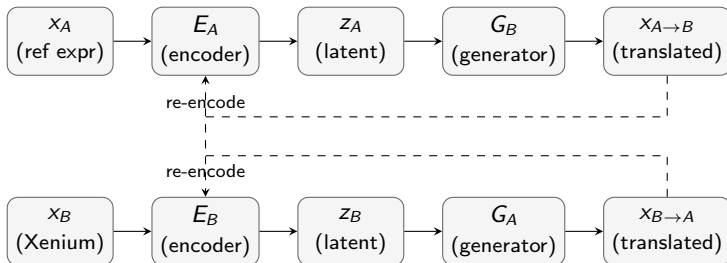 x_A
(ref expr)
E_A
(encoder)
z_A
(latent)
G_B
(generator)
x_{A→B}
(translated)
re-encode
re-encode
x_B
(Xenium)
E_B
(encoder)
z_B
(latent)
G_A
(generator)
x_{B→A}
(translated)